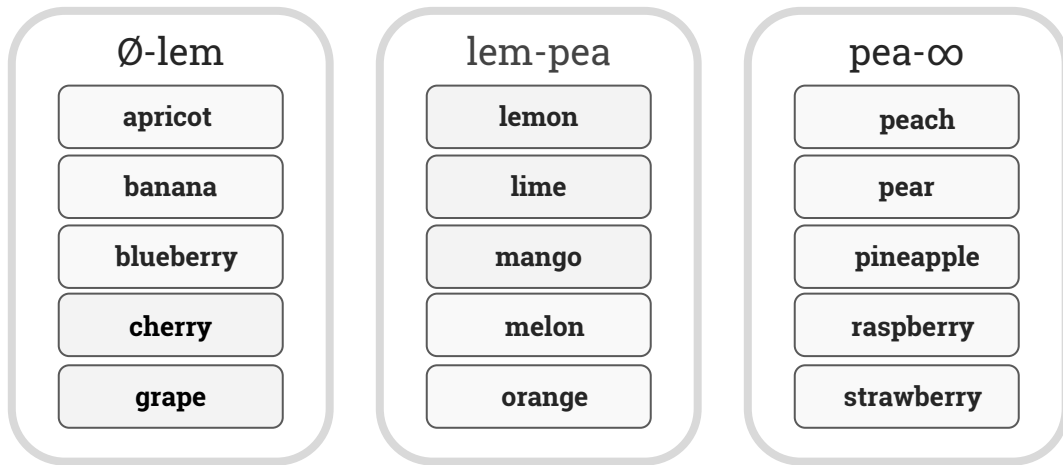 Ø-lem
apricot
banana
blueberry
cherry
grape
lem-pea
lemon
lime
mango
melon
orange
pea-∞
peach
pear
pineapple
raspberry
strawberry